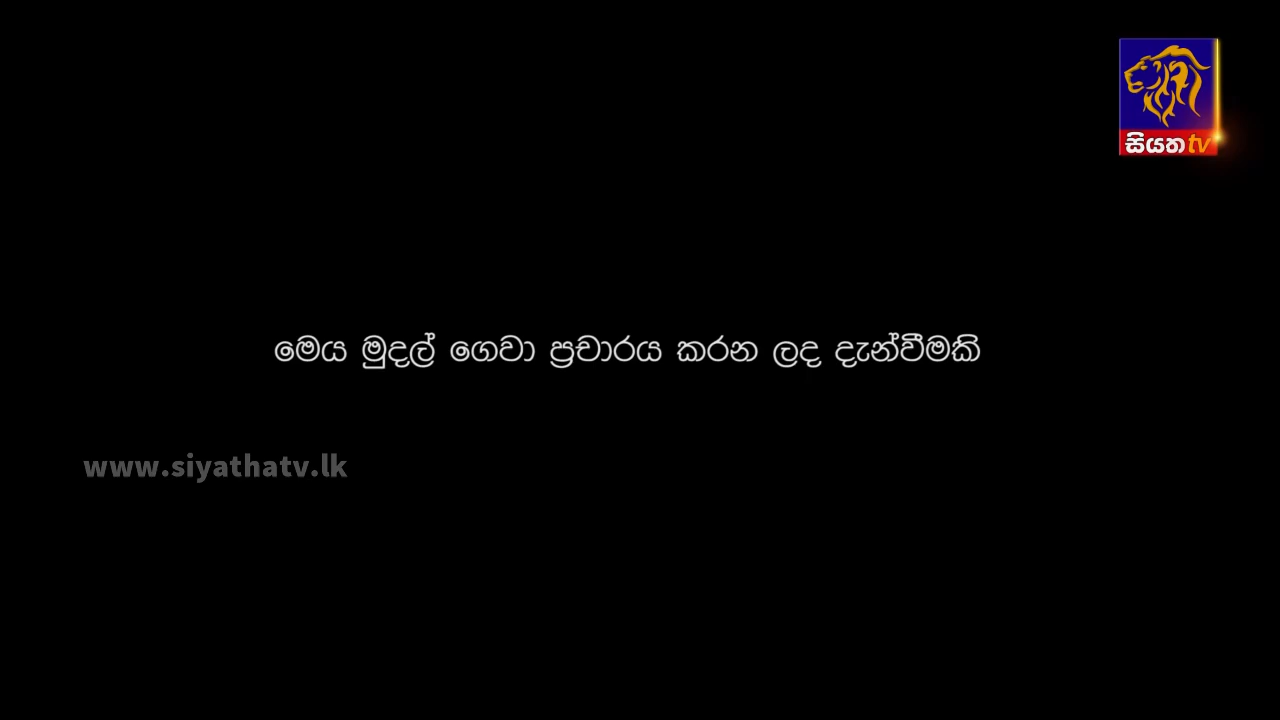 සියත tv
මෙය මුදල් ගෙවා ප්‍රචාරය කරන ලද දැන්වීමකි
www.siyathatv.lk